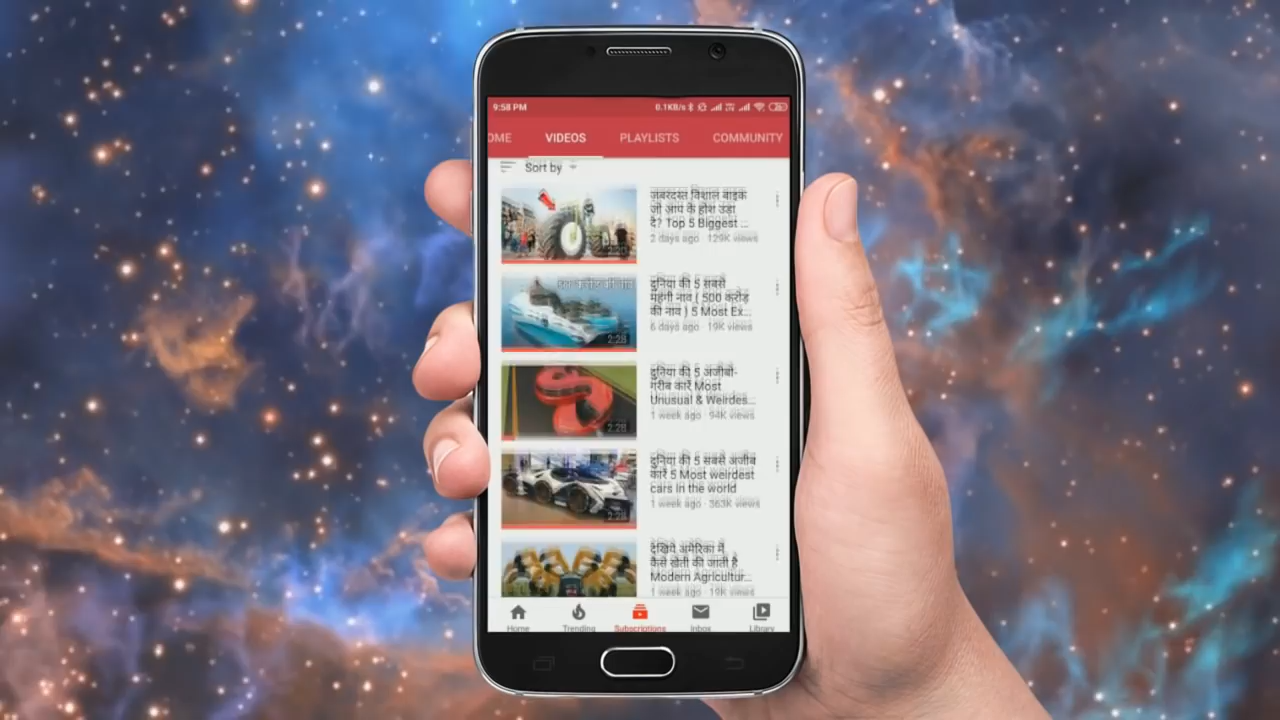 9:58 PM 0.1KB/s
OME VIDEOS PLAYLISTS COMMUNITY
Sort by
ज़बरदस्त विशाल बाइक
जो आप के होश उड़ा
दे? Top 5 Biggest ...
2 days ago · 129K views
दुनिया की 5 सबसे
महंगी नाव ( 500 करोड़
की नाव ) 5 Most Ex...
6 days ago · 19K views
2:28
दुनिया की 5 अजीबो-
गरीब कारें Most
Unusual & Weirdes...
1 week ago · 94K views
2:28
दुनिया की 5 सबसे अजीब
कारें 5 Most weirdest
cars in the world
1 week ago · 363K views
2:28
देखिये अमेरिका में
कैसे खेती की जाती है
Modern Agricultur...
1 week ago · 19K views
Home Trending Subscriptions Inbox Library